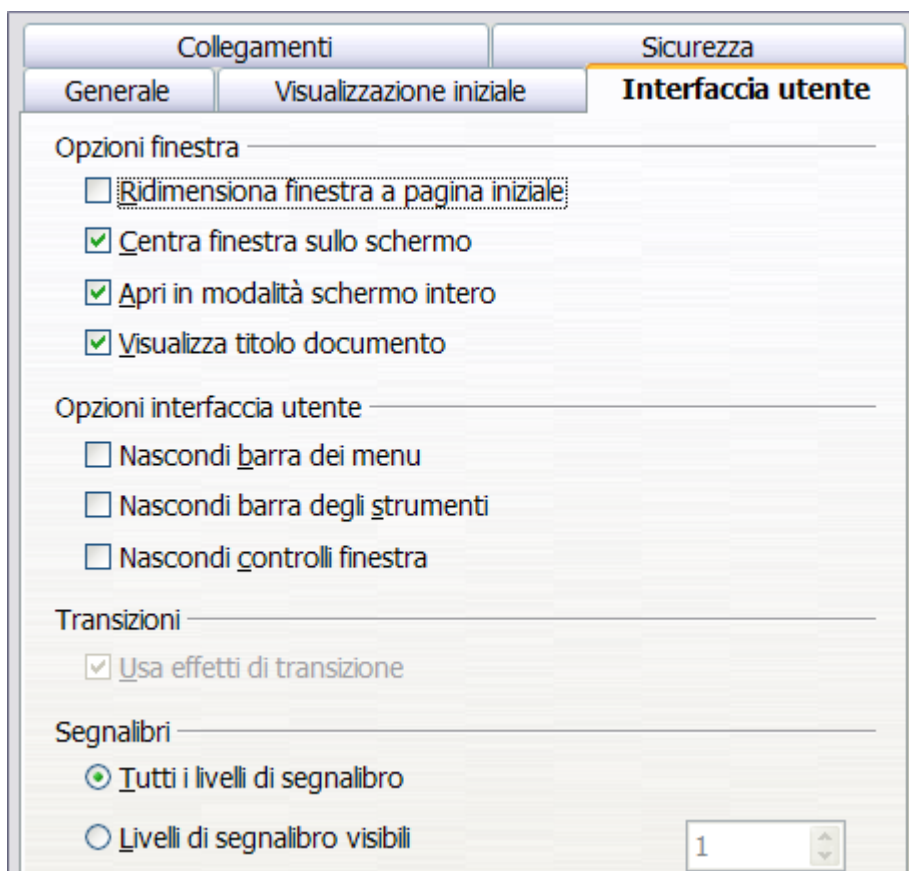 Collegamenti
Sicurezza
Generale
Visualizzazione iniziale
Interfaccia utente
Opzioni finestra
Ridimensiona finestra a pagina iniziale
Centra finestra sullo schermo
Apri in modalità schermo intero
Visualizza titolo documento
Opzioni interfaccia utente
Nascondi barra dei menu
Nascondi barra degli strumenti
Nascondi controlli finestra
Transizioni
Usa effetti di transizione
Segnalibri
Tutti i livelli di segnalibro
Livelli di segnalibro visibili
1